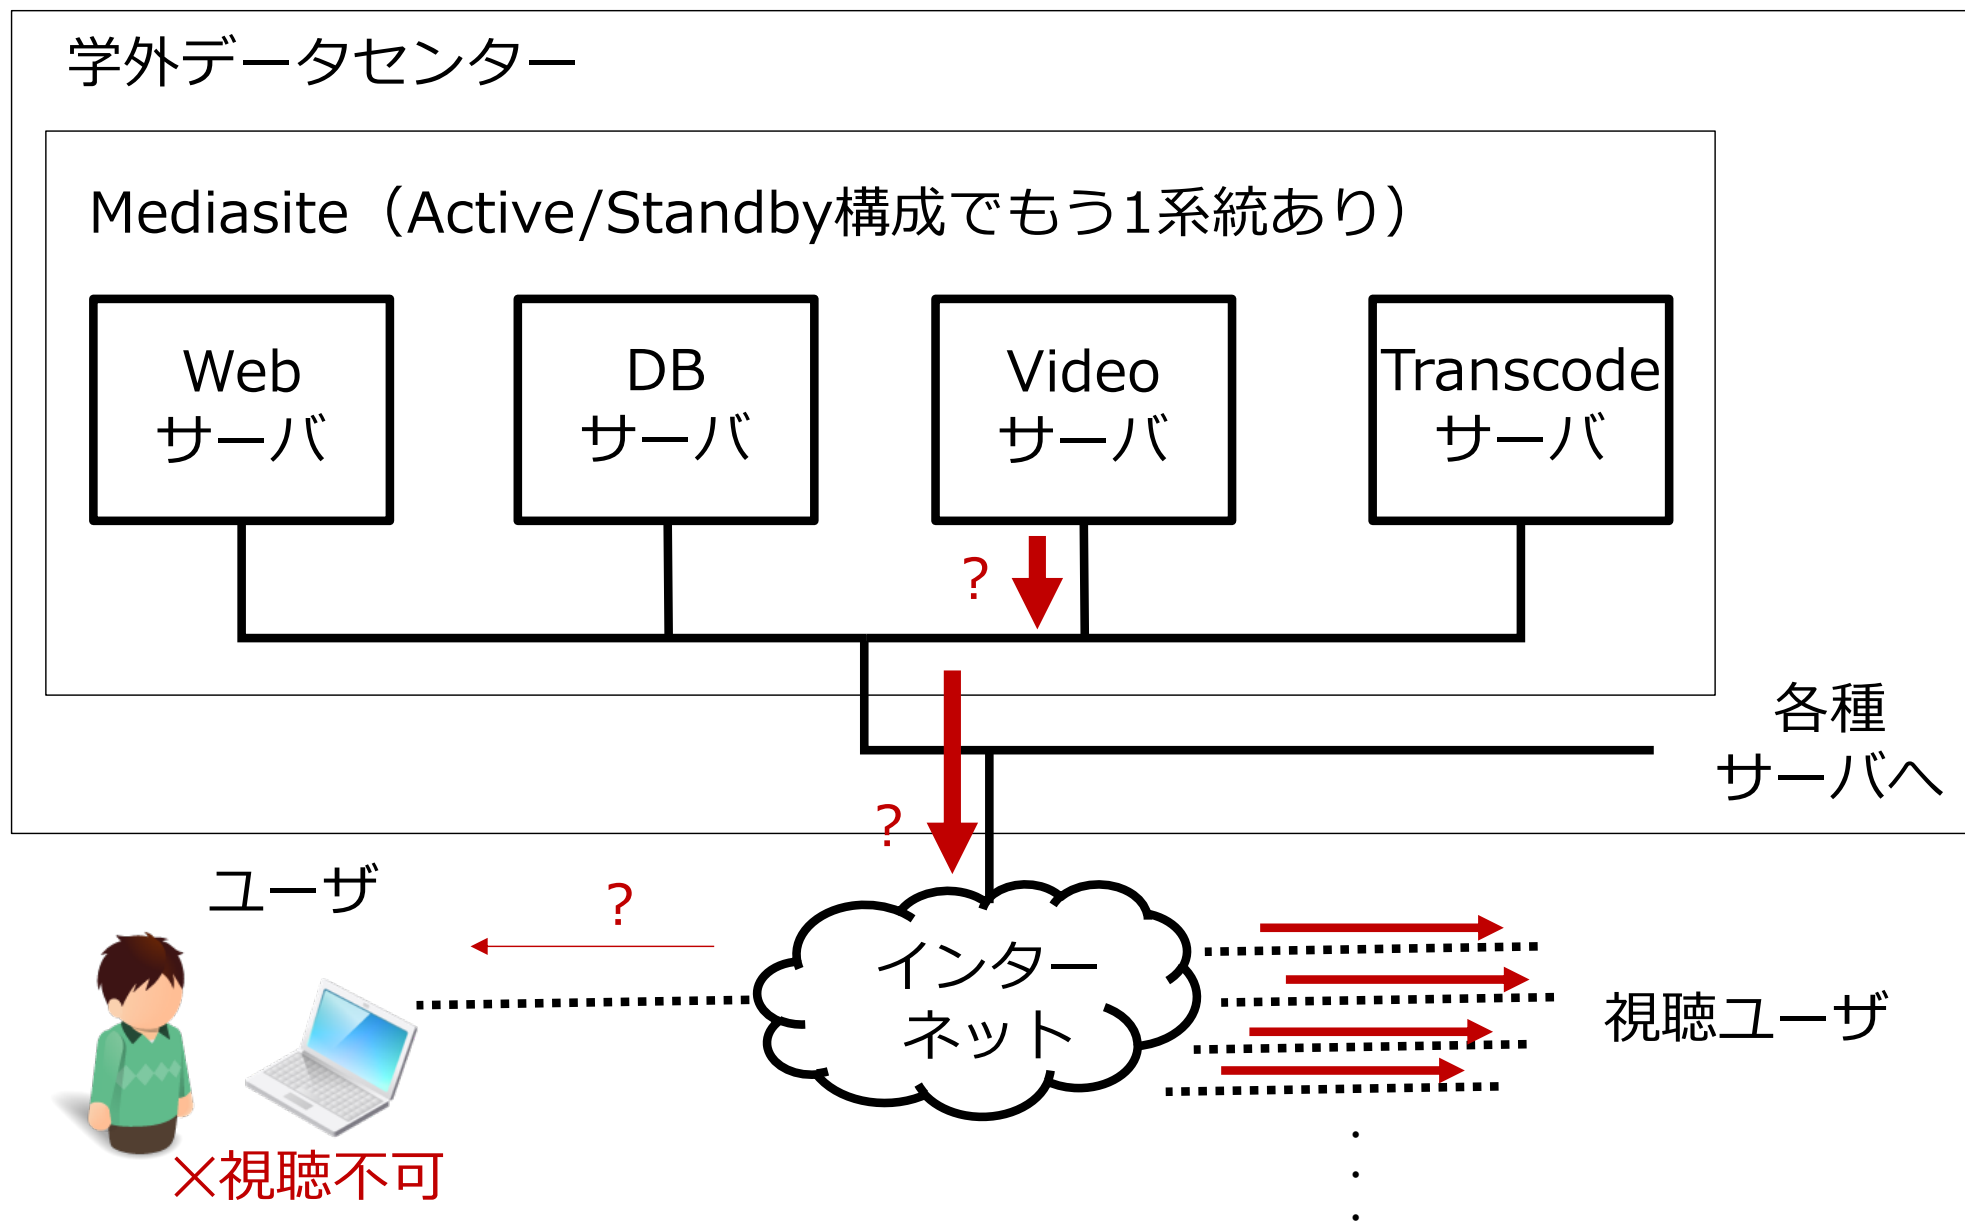 学外データセンター
Mediasite（Active/Standby構成でもう1系統あり）
Web
サーバ
DB
サーバ
Video
サーバ
Transcode
サーバ
?
各種
サーバへ
?
ユーザ
?
インター
ネット
視聴ユーザ
×視聴不可
・
・
・